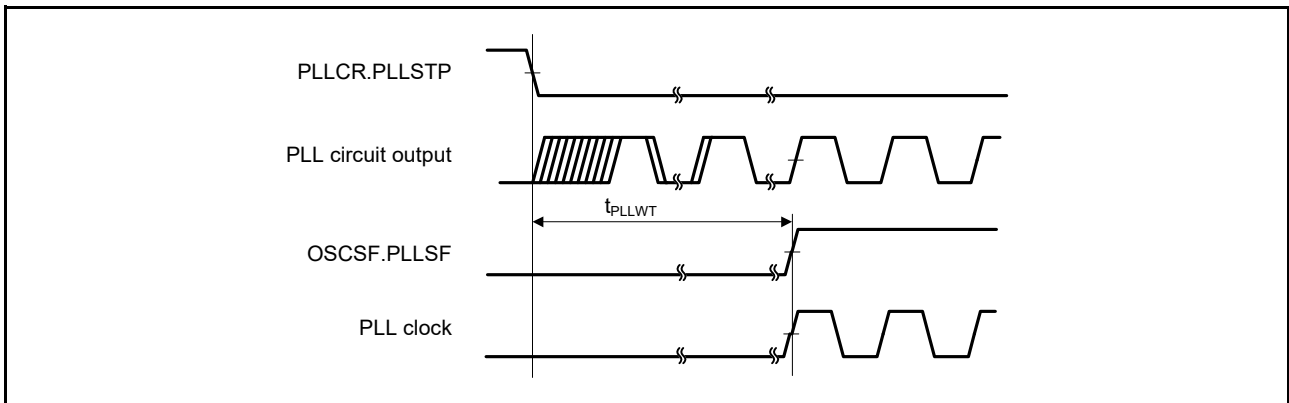 PLLCR.PLLSTP
PLL circuit output
tPLLWT
OSCSF.PLLSF
PLL clock